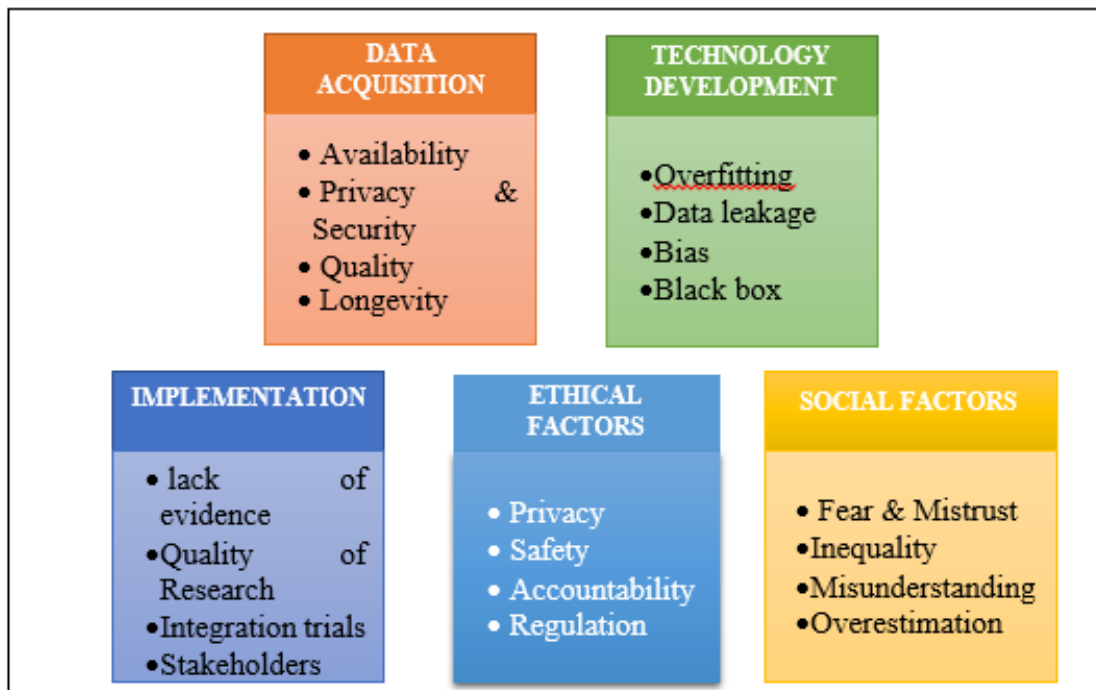 DATA
ACQUISITION
• Availability
• Privacy &
Security
• Quality
• Longevity
TECHNOLOGY
DEVELOPMENT
•Overfitting
•Data leakage
•Bias
•Black box
IMPLEMENTATION
• lack of
evidence
•Quality of
Research
•Integration trials
•Stakeholders
ETHICAL
FACTORS
• Privacy
• Safety
• Accountability
• Regulation
SOCIAL FACTORS
• Fear & Mistrust
•Inequality
•Misunderstanding
•Overestimation